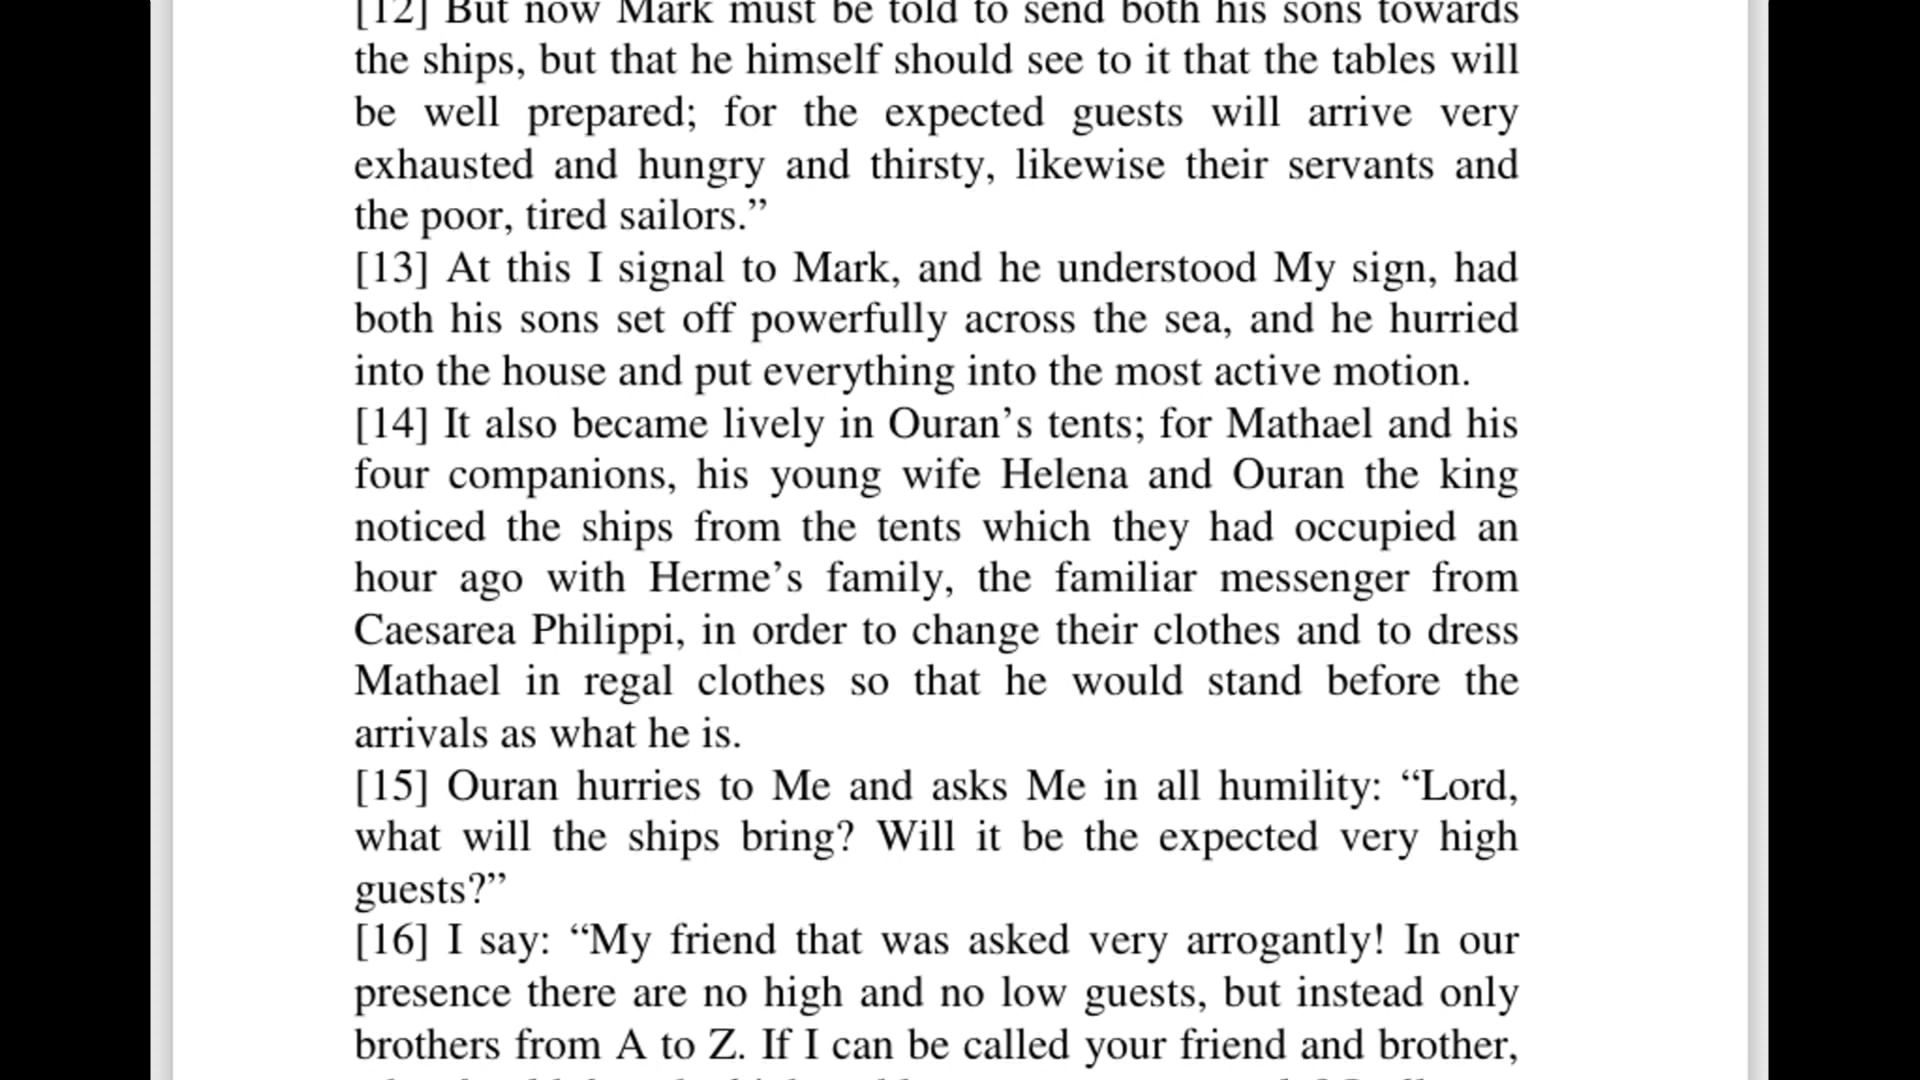 [12] But now Mark must be told to send both his sons towards
the ships, but that he himself should see to it that the tables will
be well prepared; for the expected guests will arrive very
exhausted and hungry and thirsty, likewise their servants and
the poor, tired sailors.”
[13] At this I signal to Mark, and he understood My sign, had
both his sons set off powerfully across the sea, and he hurried
into the house and put everything into the most active motion.
[14] It also became lively in Ouran’s tents; for Mathael and his
four companions, his young wife Helena and Ouran the king
noticed the ships from the tents which they had occupied an
hour ago with Herme’s family, the familiar messenger from
Caesarea Philippi, in order to change their clothes and to dress
Mathael in regal clothes so that he would stand before the
arrivals as what he is.
[15] Ouran hurries to Me and asks Me in all humility: “Lord,
what will the ships bring? Will it be the expected very high
guests?”
[16] I say: “My friend that was asked very arrogantly! In our
presence there are no high and no low guests, but instead only
brothers from A to Z. If I can be called your friend and brother,